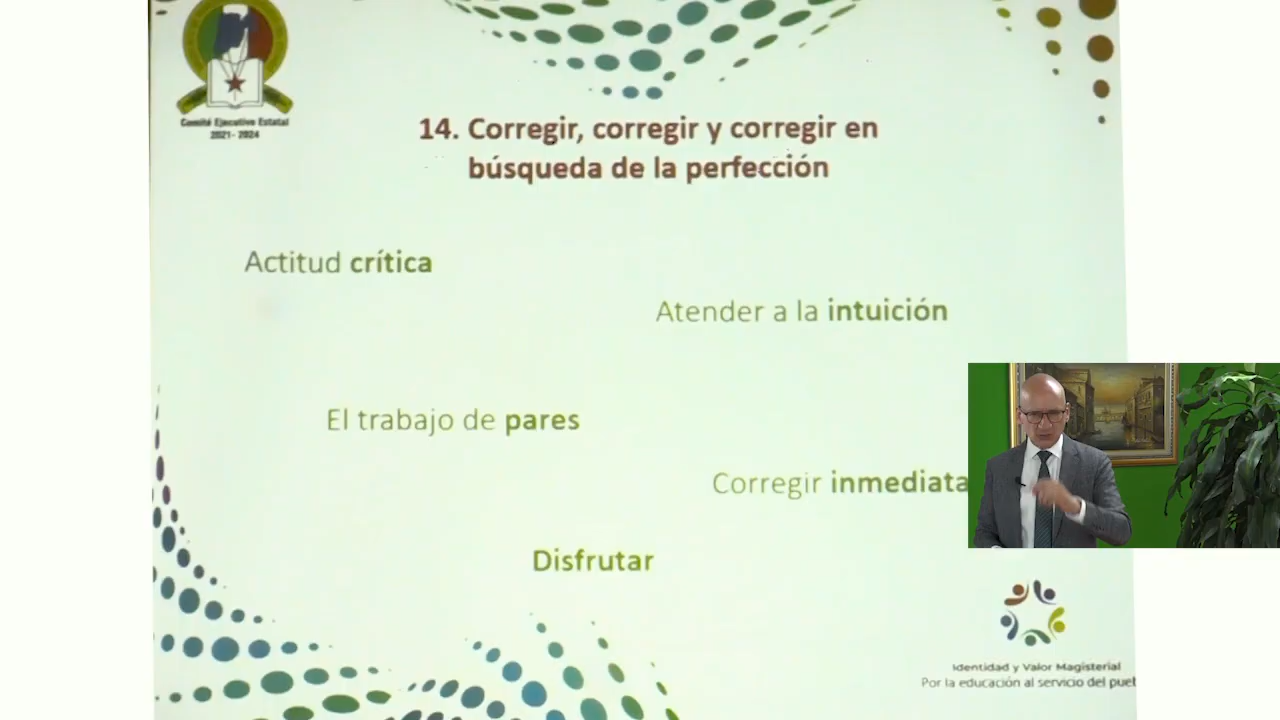 Comité Ejecutivo Estatal
2021- 2024
14. Corregir, corregir y corregir en
búsqueda de la perfección
Actitud crítica
Atender a la intuición
El trabajo de pares
Corregir inmediata
Disfrutar
Identidad y Valor Magisterial
Por la educación al servicio del puebl